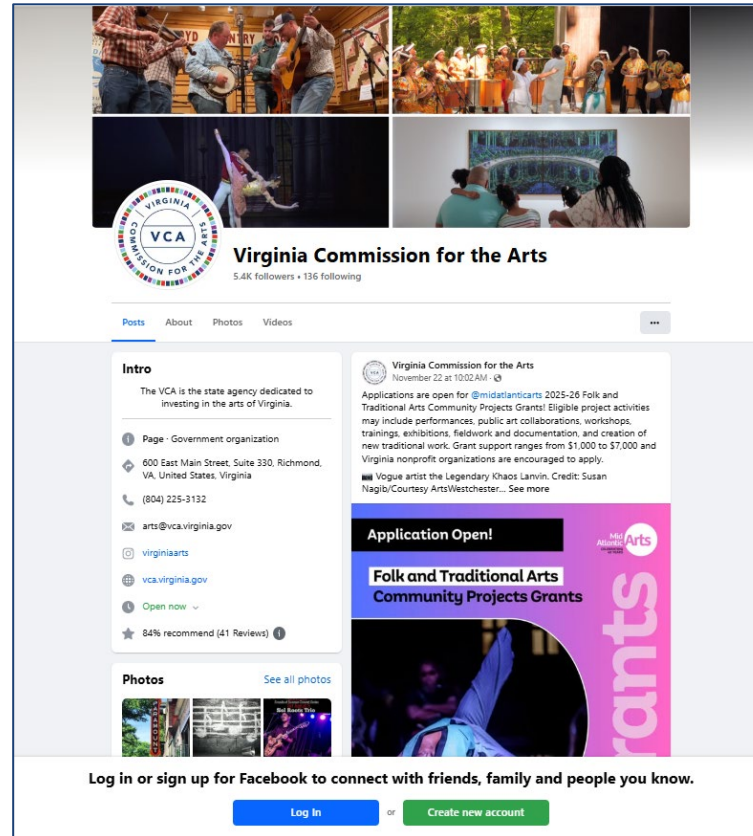 VIRGINIA
COMMISSION FOR THE ARTS
VCA
Virginia Commission for the Arts
5.4K followers • 136 following
Posts
About
Photos
Videos
Intro
The VCA is the state agency dedicated to
investing in the arts of Virginia.
Page · Government organization
600 East Main Street, Suite 330, Richmond,
VA, United States, Virginia
(804) 225-3132
arts@vca.virginia.gov
virginiaarts
vca.virginia.gov
Open now
84% recommend (41 Reviews)
Photos
See all photos
PARAMOUNT
Virginia Commission for the Arts
November 22 at 10:02 AM ·
Applications are open for @midatlanticarts 2025-26 Folk and
Traditional Arts Community Projects Grants! Eligible project activities
may include performances, public art collaborations, workshops,
trainings, exhibitions, fieldwork and documentation, and creation of
new traditional work. Grant support ranges from $1,000 to $7,000 and
Virginia nonprofit organizations are encouraged to apply.
Vogue artist the Legendary Khaos Lanvin. Credit: Susan
Nagib/Courtesy ArtsWestchester... See more
Application Open!
Mid
Atlantic
Arts
Folk and Traditional Arts
Community Projects Grants
rants
Log in or sign up for Facebook to connect with friends, family and people you know.
Log In
or
Create new account